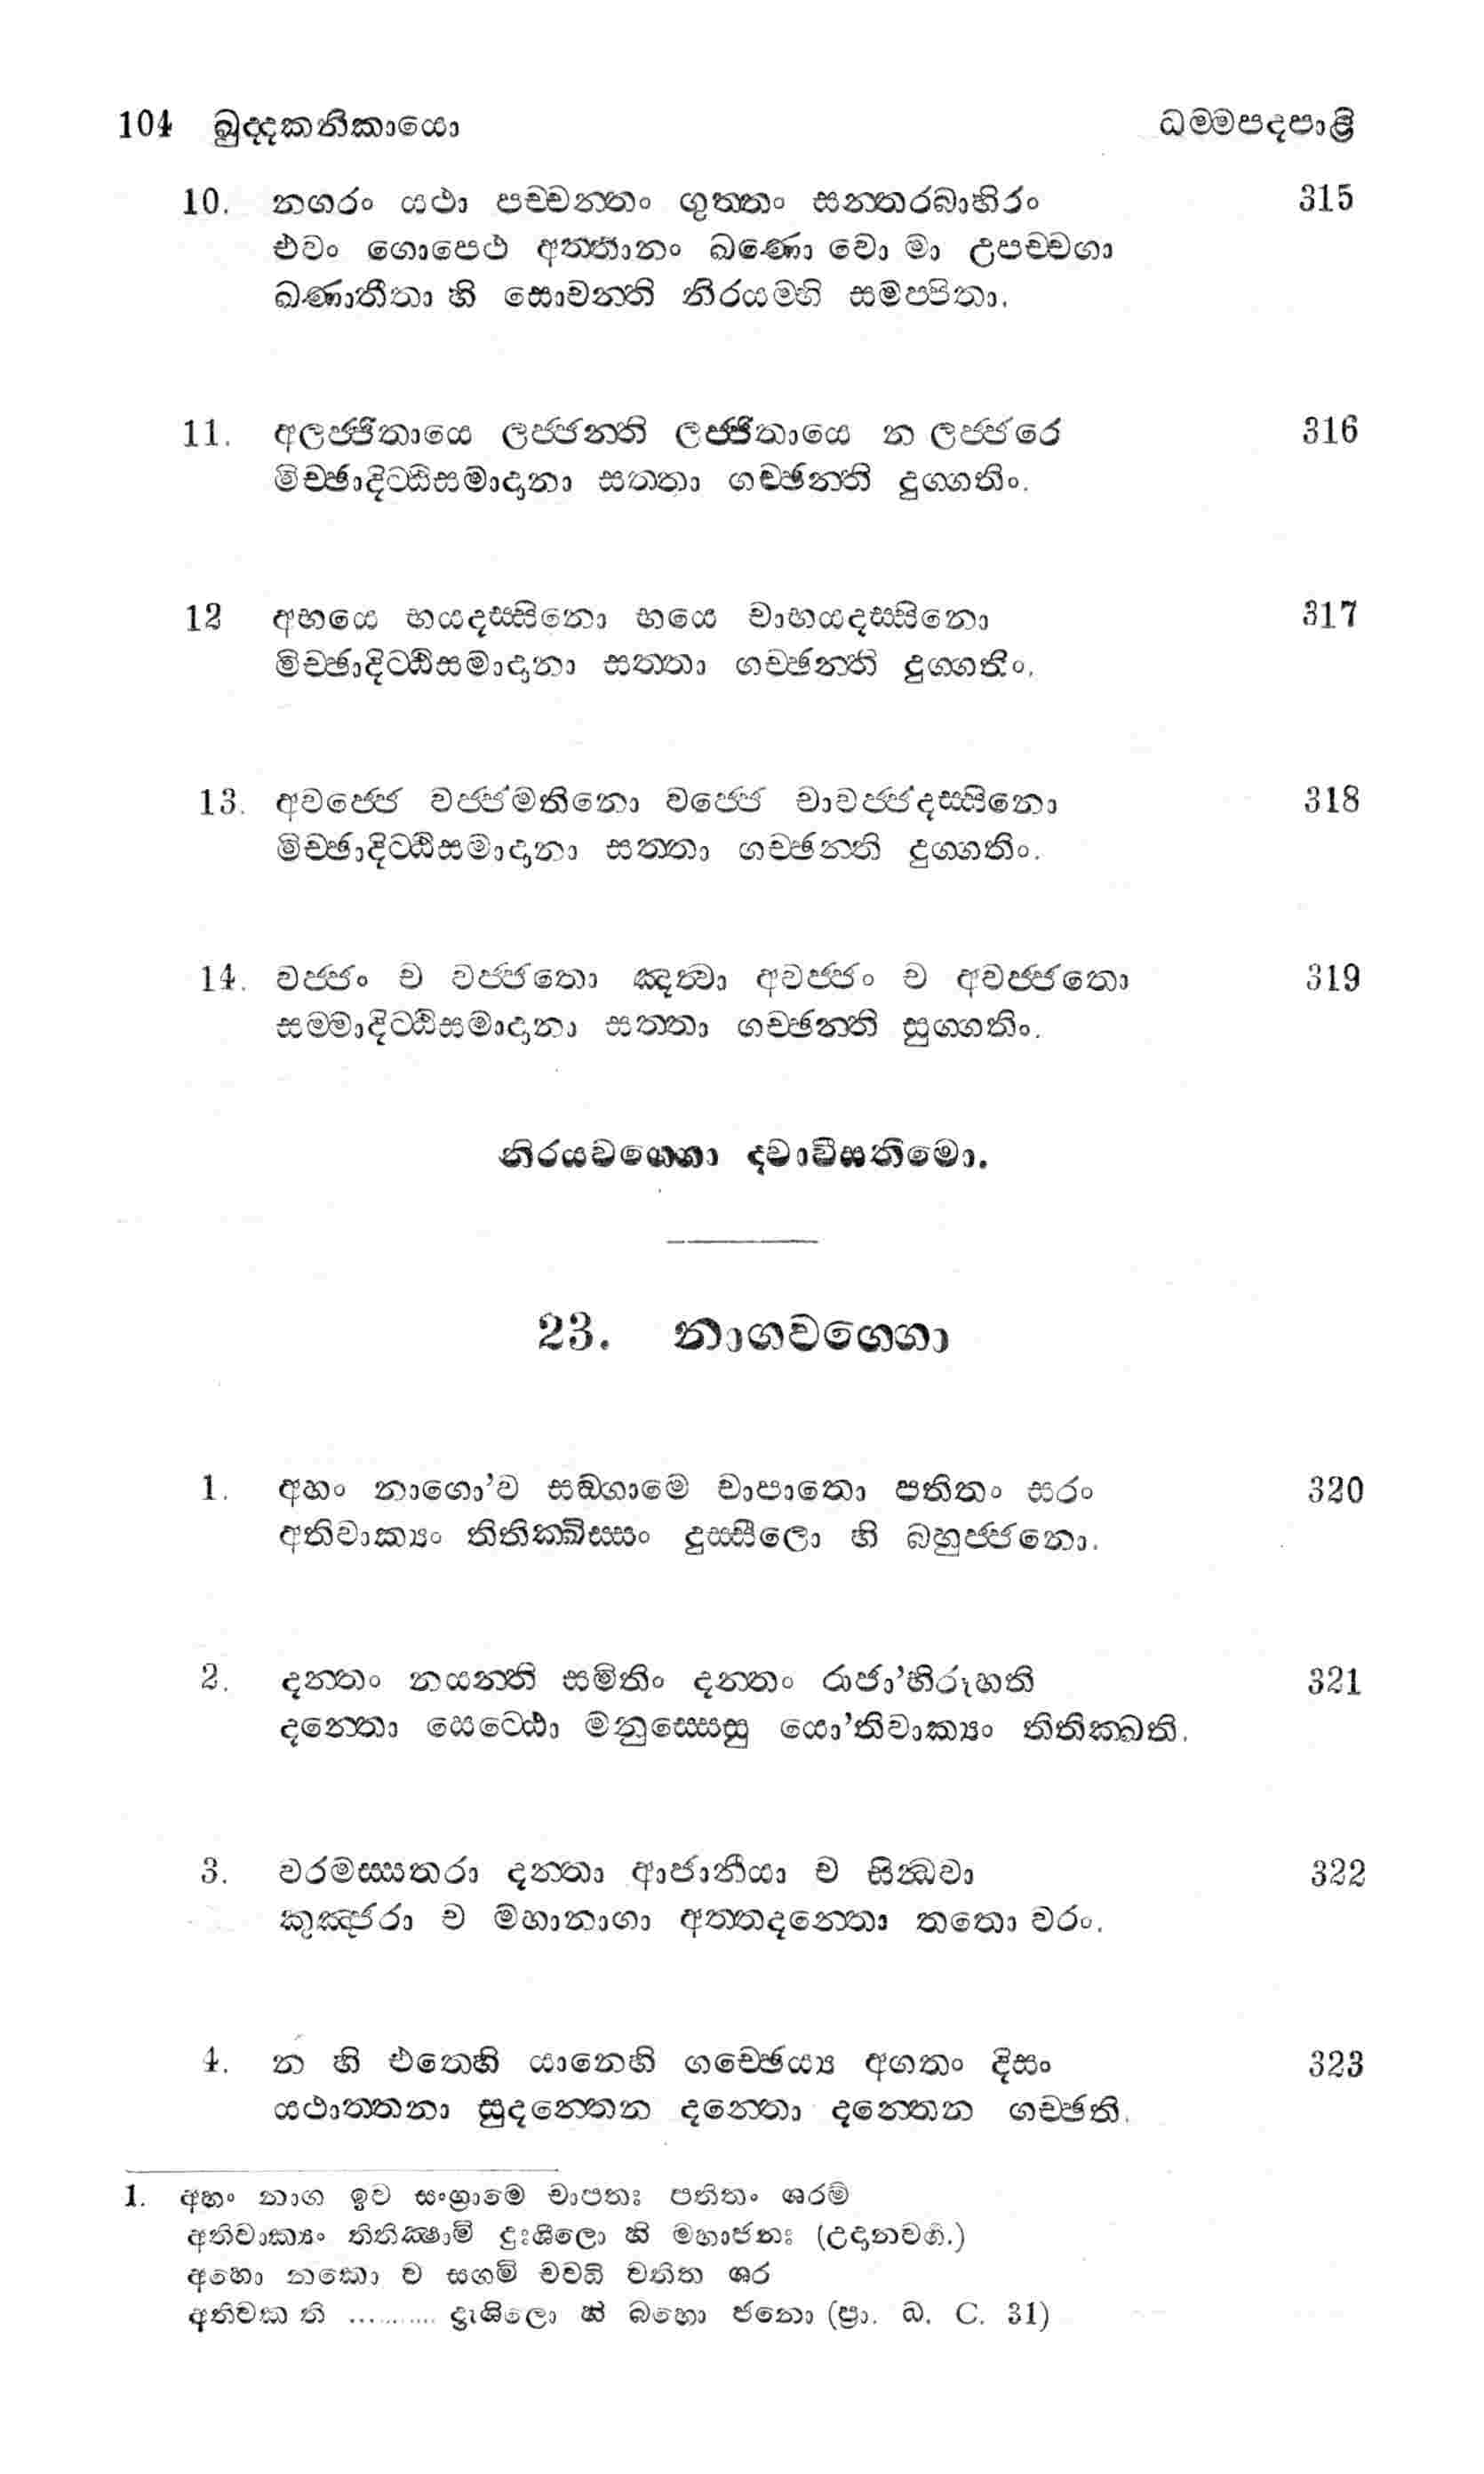 104 ඛුද්දකනිකායො ධම්මපදපාළි
10. නගරං යථා පච්චන්තං ගුත්තං සන්තරබාහිරං 315
එවං ගොපෙථ අත්තානං ඛණො වො මා උපච්චගා
ඛණාතීතා හි සොචන්ති නිරයම්හි සමප්පිතා.
11. අලජ්ජිතායෙ ලජ්ජන්ති ලජ්ජිතායෙ න ලජ්ජරෙ 316
මිච්ඡාදිට්ඨිසමාදානා සත්තා ගච්ඡන්ති දුග්ගතිං.
12 අභයෙ භයදස්සිනො භයෙ චාභයදස්සිනො 317
මිච්ඡාදිට්ඨිසමාදානා සත්තා ගච්ඡන්ති දුග්ගතිං.
13. අවජ්ජෙ වජ්ජමතිනො වජ්ජෙ චාවජ්ජදස්සිනො 318
මිච්ඡාදිට්ඨිසමාදානා සත්තා ගච්ඡන්ති දුග්ගතිං.
14. වජ්ජං ච වජ්ජතො ඤත්වා අවජ්ජං ච අවජ්ජතො 319
සම්මාදිට්ඨිසමාදානා සත්තා ගච්ඡන්ති සුග්ගතිං.
නිරයවග්ගො ද්වාවීසතිමො.
23. නාගවග්ගො
1. අහං නාගො’ව සඞ්ගාමෙ චාපාතො පතිතං සරං 320
අතිවාක්‍යං තිතික්ඛිස්සං දුස්සීලො හි බහුජ්ජනො.
2. දන්තං නයන්ති සමිතිං දන්තං රාජා’භිරූහති 321
දන්තො සෙට්ඨො මනුස්සෙසු යො’තිවාක්‍යං තිතික්ඛති.
3. වරමස්සතරා දන්තා ආජානීයා ච සින්ධවා 322
කුඤ්ජරා ච මහානාගා අත්තදන්තො තතො වරං.
4. න හි එතෙහි යානෙහි ගච්ඡෙය්‍ය අගතං දිසං 323
යථාත්තනා සුදන්තෙන දන්තො දන්තෙන ගච්ඡති.
1. අහං නාග ඉව සංග්‍රාමෙ චාපතඃ පතිතං ශරම්
අතිවාක්‍යං තිතික්‍ෂාමි දුඃශීලො හි මහාජනඃ (උදානවර්ග.)
අහො නකො ව සගමි චවධි වතිත ශර
අතිවක ති ........... ද්‍රුශිලො හි බහො ජනො (ප්‍රා. ධ. C. 31)